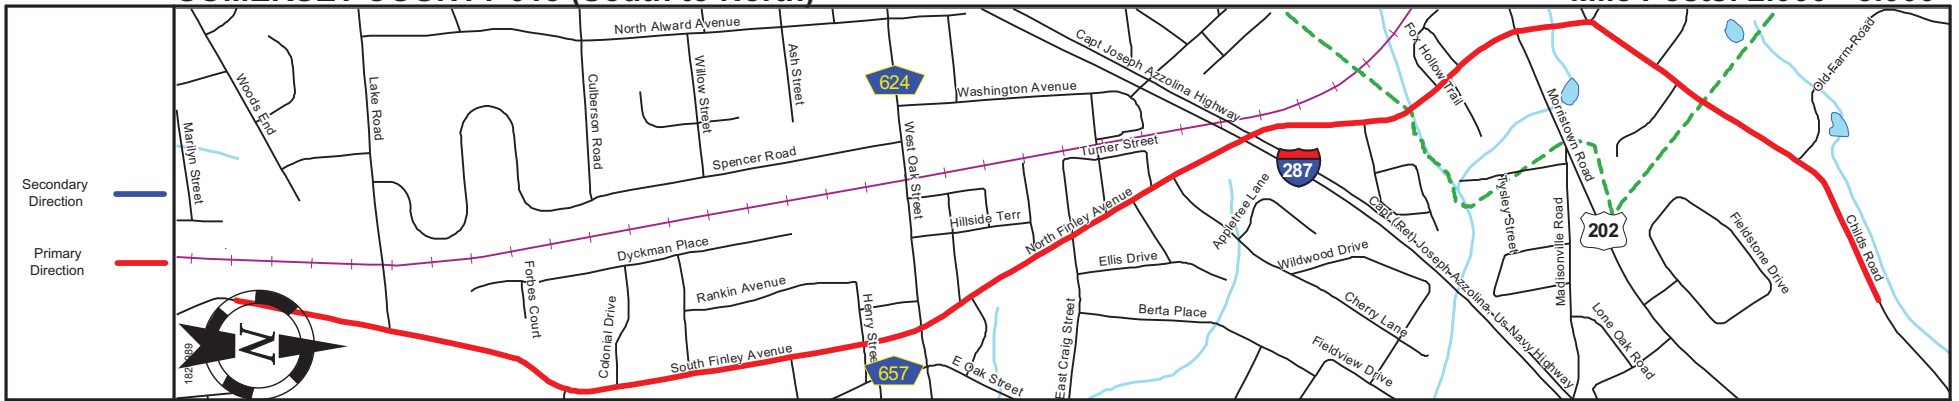 Secondary
Direction
Primary
Direction
North Alward Avenue
Woods End
Marilyn Street
Lake Road
Culberson Road
Willow Street
Ash Street
624
Washington Avenue
Capt Joseph Azzolina Highway
Fox Hollow Trail
Morristown Road
Old Farm Road
Spencer Road
West Oak Street
Turner Street
287
Hillside Terr
North Finley Avenue
Appletree Lane
Capt (Ret) Joseph Azzolina, Us Navy Highway
Tysley Street
Madisonville Road
202
Fieldstone Drive
Childs Road
Dyckman Place
Forbes Court
Rankin Avenue
Colonial Drive
Henry Street
Ellis Drive
Wildwood Drive
Cherry Lane
Berta Place
Fieldview Drive
Lone Oak Road
East Craig Street
South Finley Avenue
657
E Oak Street
N